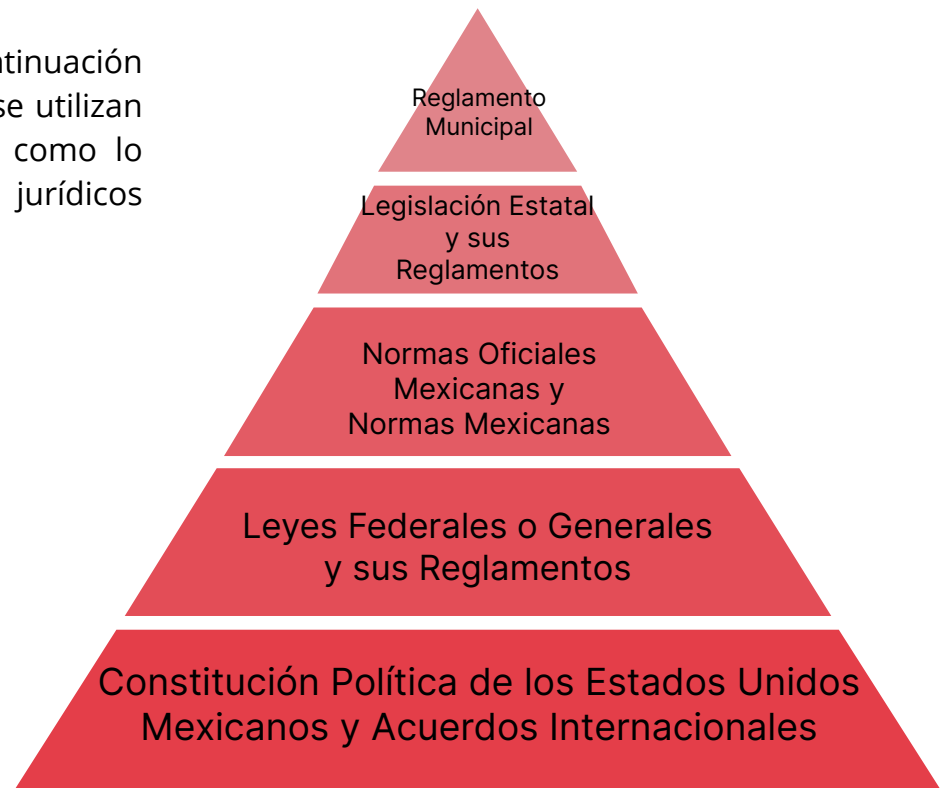 ntinuación
se utilizan
como lo
jurídicos
Reglamento
Municipal
Legislación Estatal
y sus
Reglamentos
Normas Oficiales
Mexicanas y
Normas Mexicanas
Leyes Federales o Generales
y sus Reglamentos
Constitución Política de los Estados Unidos
Mexicanos y Acuerdos Internacionales